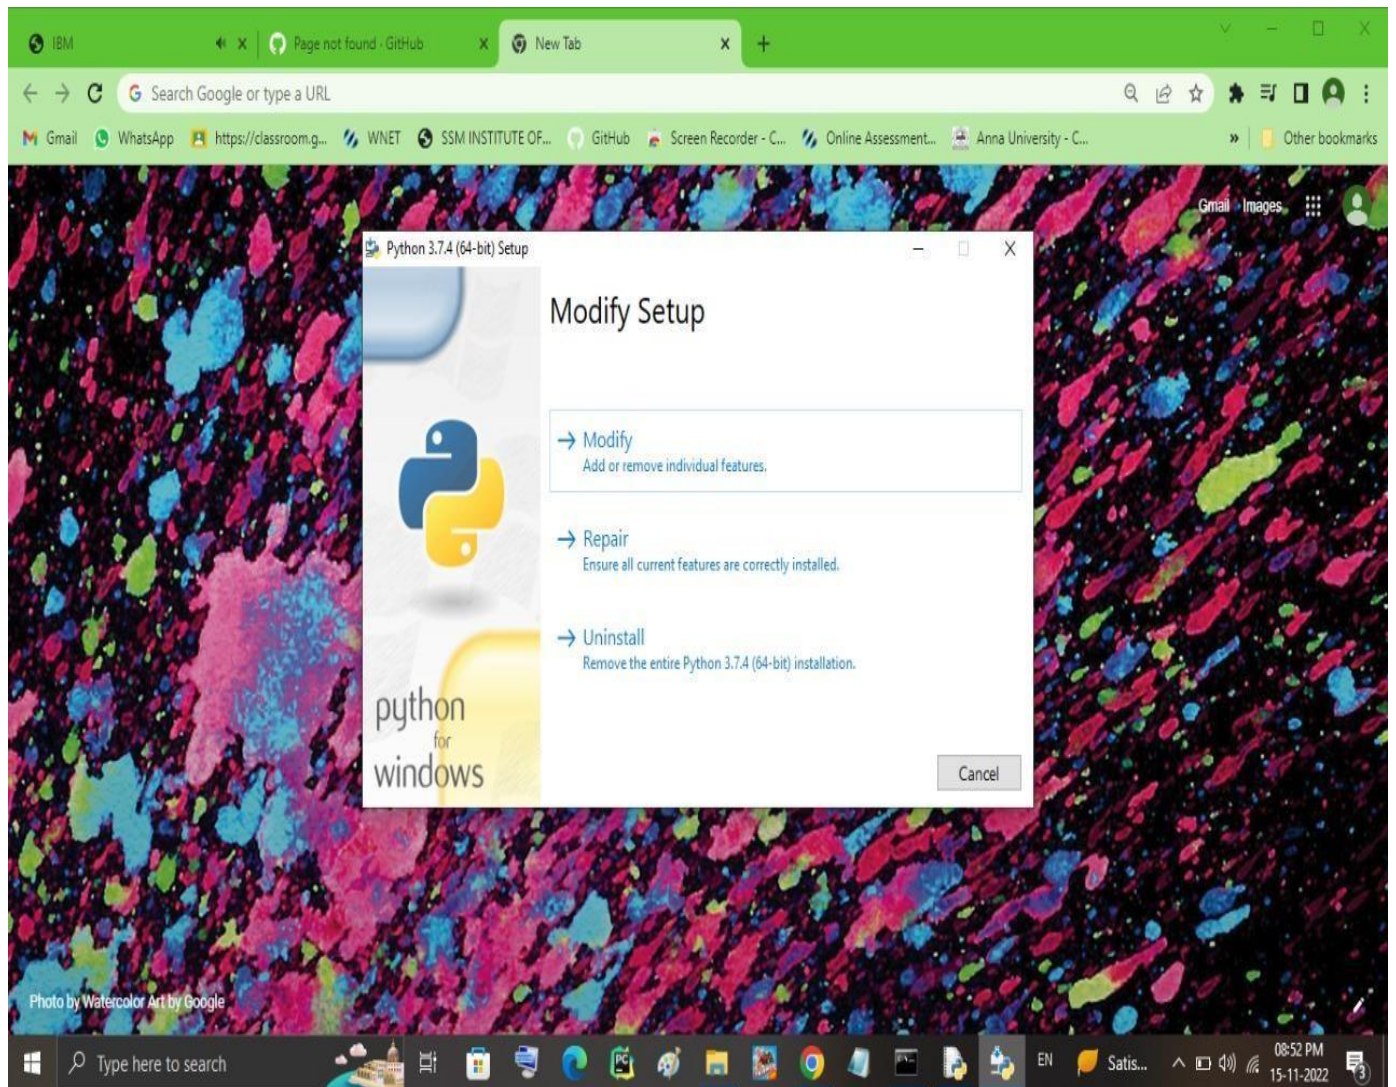 IBM
Page not found · GitHub
New Tab
Search Google or type a URL
Gmail
WhatsApp
https://classroom.g...
WNET
SSM INSTITUTE OF...
GitHub
Screen Recorder - C...
Online Assessment...
Anna University - C...
»
Other bookmarks
Gmail Images
Python 3.7.4 (64-bit) Setup
Modify Setup
Modify
Add or remove individual features.
Repair
Ensure all current features are correctly installed.
Uninstall
Remove the entire Python 3.7.4 (64-bit) installation.
python
for
windows
Cancel
Photo by Watercolor Art by Google
Type here to search
PC
EN
Satis...
08:52 PM
15-11-2022
3